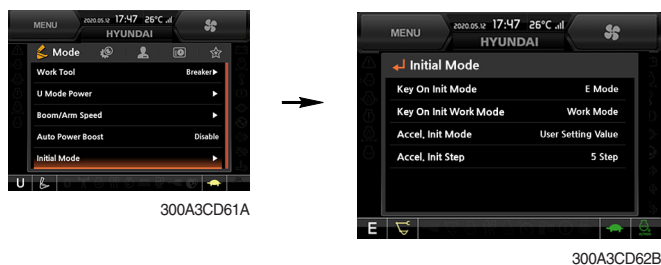 MENU
2020.05.12 17:47 26°C
HYUNDAI
Mode
Work Tool Breaker▶
U Mode Power ▶
Boom/Arm Speed ▶
Auto Power Boost Disable
Initial Mode ▶
U
300A3CD61A
MENU
2020.05.12 17:47 26°C
HYUNDAI
Initial Mode
Key On Init Mode E Mode
Key On Init Work Mode Work Mode
Accel, Init Mode User Setting Value
Accel, Init Step 5 Step
E
300A3CD62B